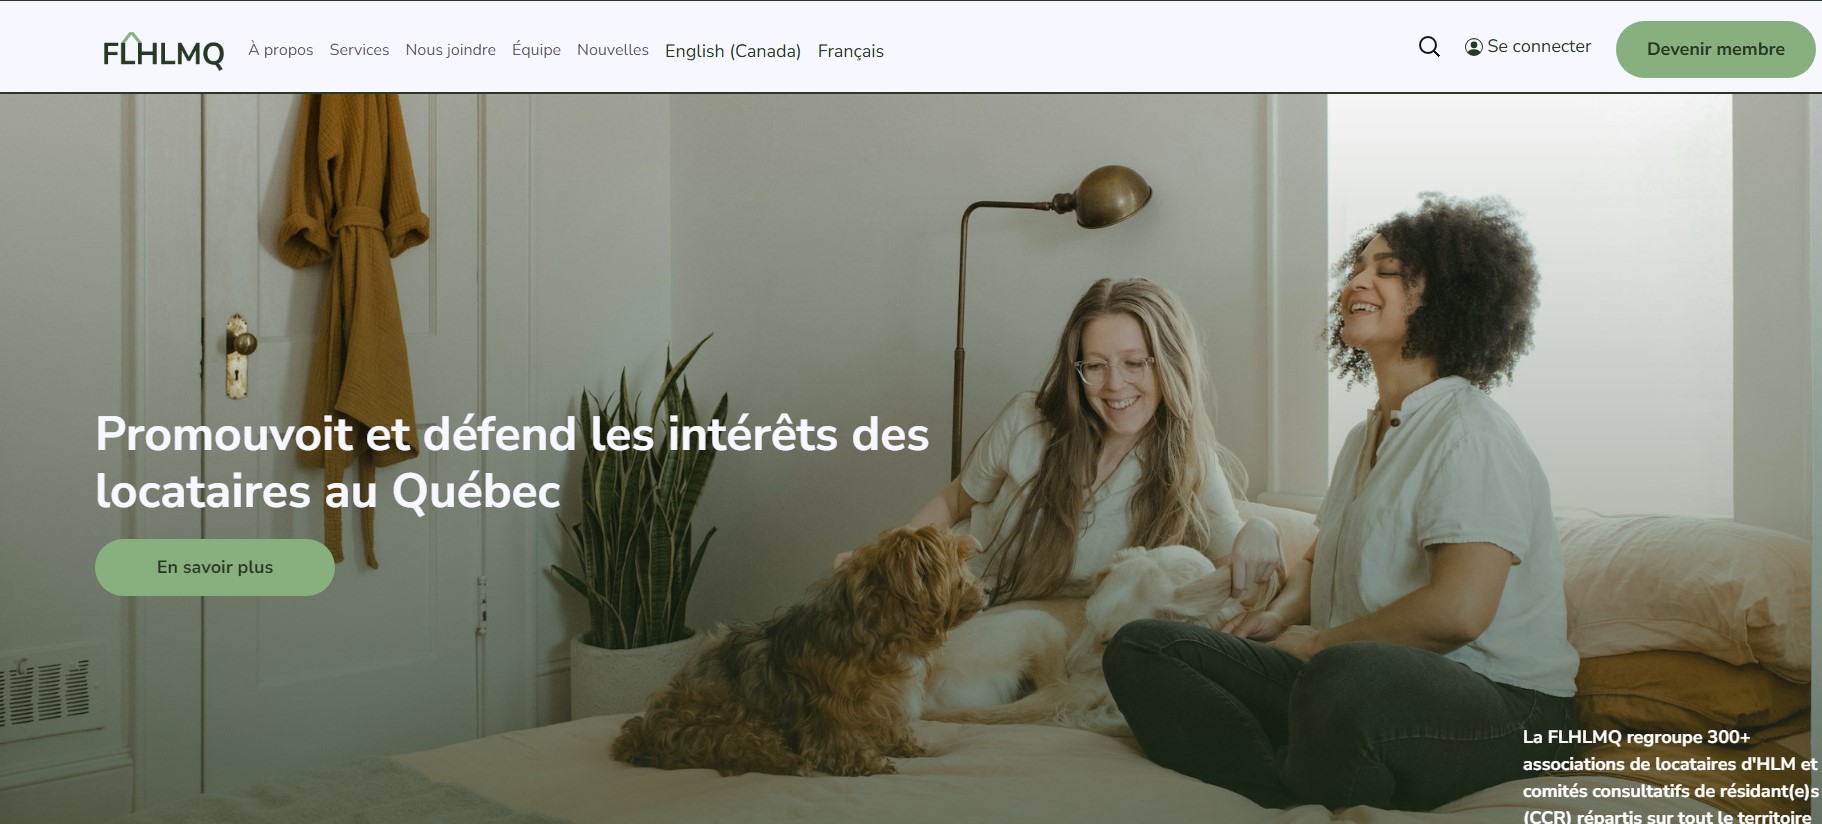 FLHLMQ À propos Services Nous joindre Équipe Nouvelles English (Canada) Français Se connecter Devenir membre
Promouvoit et défend les intérêts des
locataires au Québec
En savoir plus
La FLHLMQ regroupe 300+
associations de locataires d'HLM et
comités consultatifs de résidant(e)s
(CCR) répartis sur tout le territoire